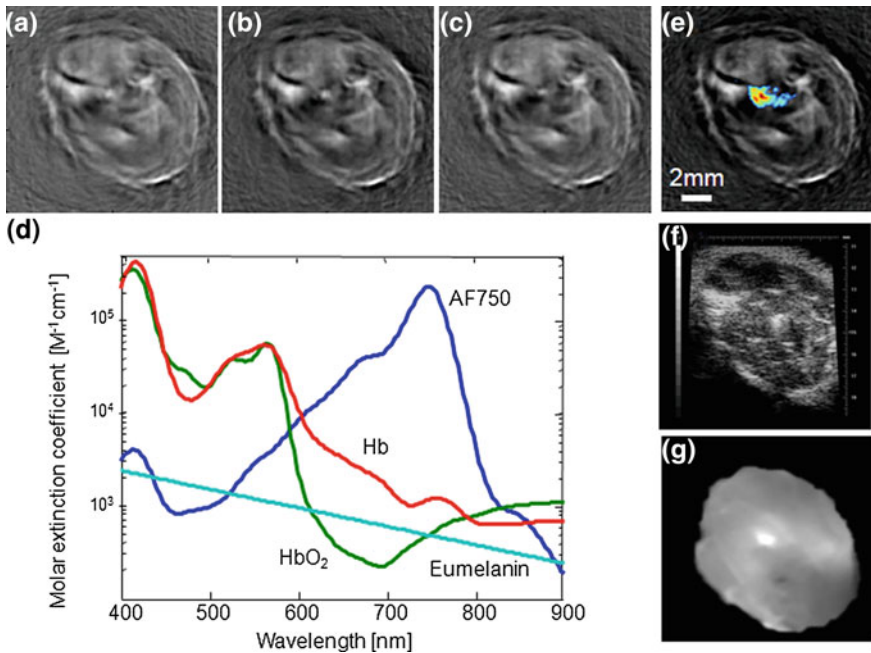 (a)
(b)
(c)
(e)
2mm
(d)
Molar extinction coefficient [M⁻¹cm⁻¹]
10⁵
10⁴
10³
AF750
Hb
HbO₂
Eumelanin
400
500
600
700
800
900
Wavelength [nm]
(f)
(g)